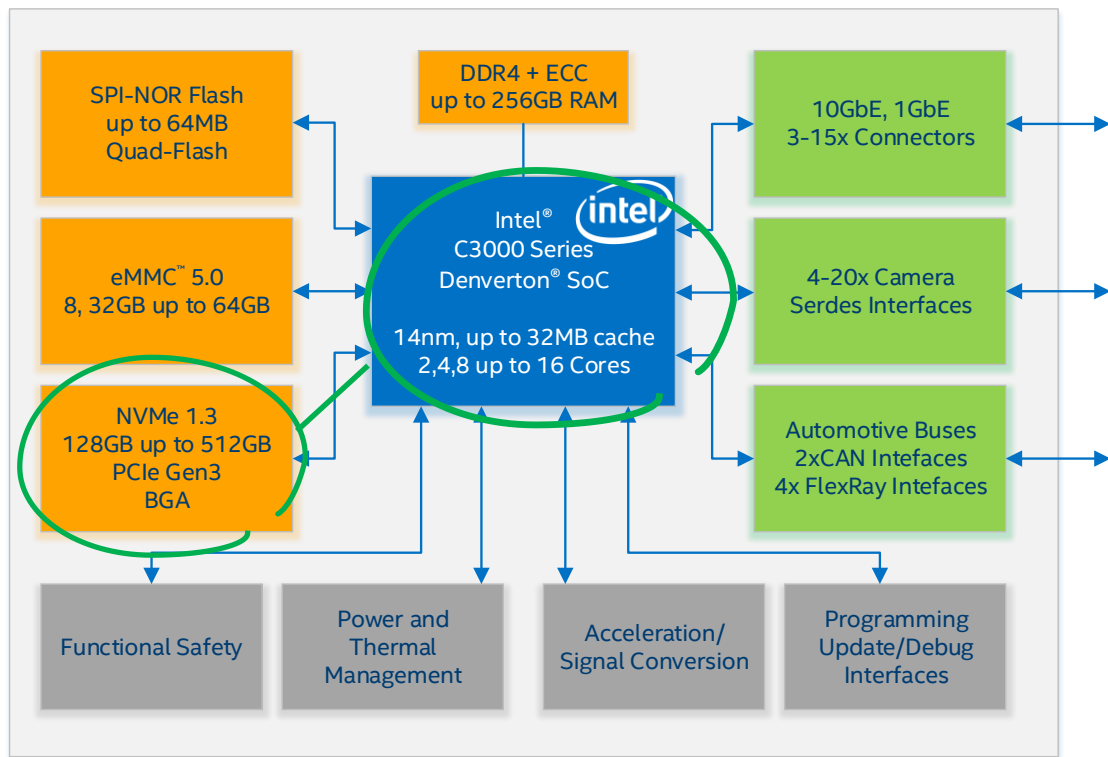 DDR4 + ECC
up to 256GB RAM
SPI-NOR Flash
up to 64MB
Quad-Flash
10GbE, 1GbE
3-15x Connectors
intel
Intel®
C3000 Series
Denverton® SoC
14nm, up to 32MB cache
2,4,8 up to 16 Cores
eMMC™ 5.0
8, 32GB up to 64GB
4-20x Camera
Serdes Interfaces
NVMe 1.3
128GB up to 512GB
PCIe Gen3
BGA
Automotive Buses
2xCAN Intefaces
4x FlexRay Intefaces
Functional Safety
Power and
Thermal
Management
Acceleration/
Signal Conversion
Programming
Update/Debug
Interfaces